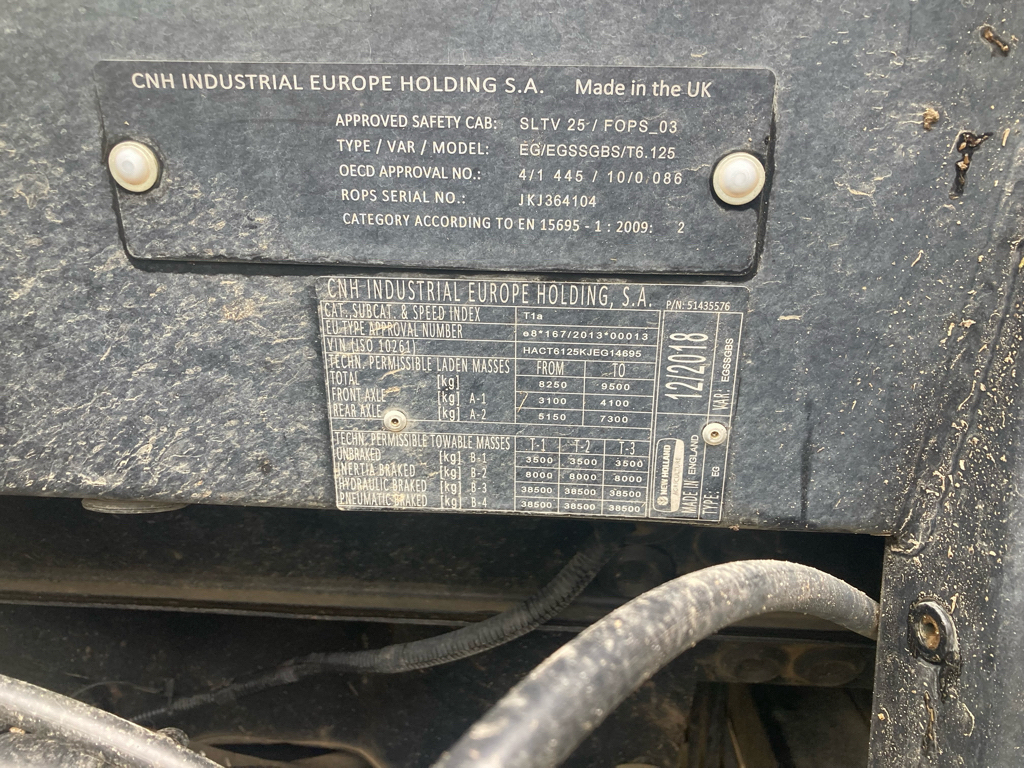 CNH INDUSTRIAL EUROPE HOLDING S.A. Made in the UK
APPROVED SAFETY CAB: SLTV 25 / FOPS_03
TYPE / VAR / MODEL: EG/EGSSGBS/T6.125
OECD APPROVAL NO.: 4/1 445 / 10/0,086
ROPS SERIAL NO.: JKJ364104
CATEGORY ACCORDING TO EN 15695 - 1 : 2009: 2
CNH INDUSTRIAL EUROPE HOLDING, S.A. P/N: 51435576
CAT. SUBCAT. & SPEED INDEX T1a
EU TYPE APPROVAL NUMBER e8*167/2013*00013
VIN (ISO 10261) HACT6125KJEG14695
TECHN. PERMISSIBLE LADEN MASSES FROM TO
TOTAL [kg] 8250 9500
FRONT AXLE [kg] A-1 3100 4100
REAR AXLE [kg] A-2 5150 7300
TECHN. PERMISSIBLE TOWABLE MASSES T-1 T-2 T-3
UNBRAKED [kg] B-1 3500 3500 3500
INERTIA BRAKED [kg] B-2 8000 8000 8000
HYDRAULIC BRAKED [kg] B-3 38500 38500 38500
PNEUMATIC BRAKED [kg] B-4 38500 38500 38500
12/2018
NEW HOLLAND
MADE IN ENGLAND
VAR: EGSSGBS
TYPE: EG